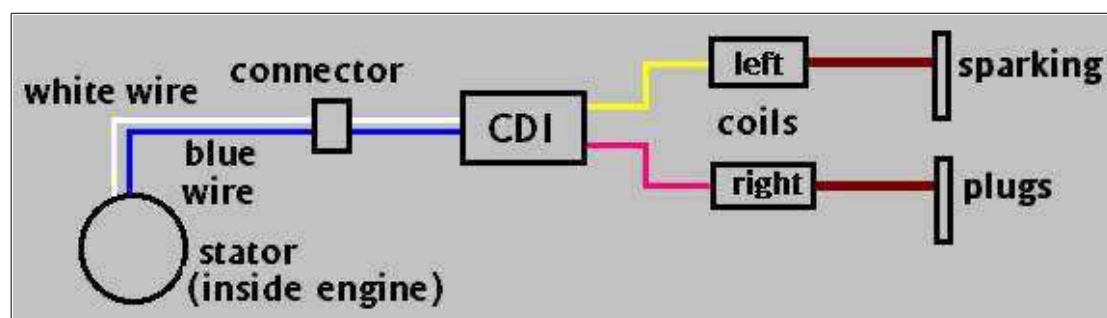 white wire
connector
blue
wire
stator
(inside engine)
CDI
left
coils
right
sparking
plugs